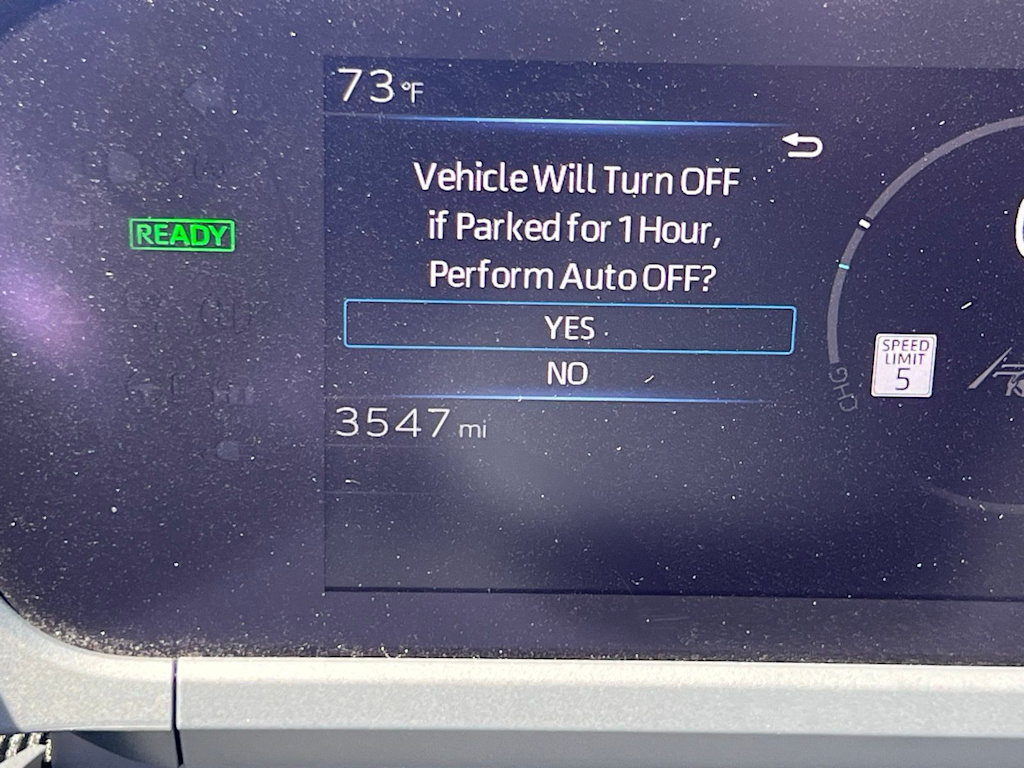 73 °F
Vehicle Will Turn OFF
if Parked for 1 Hour,
Perform Auto OFF?
READY
YES
NO
3547 mi
CHG
SPEED
LIMIT
5